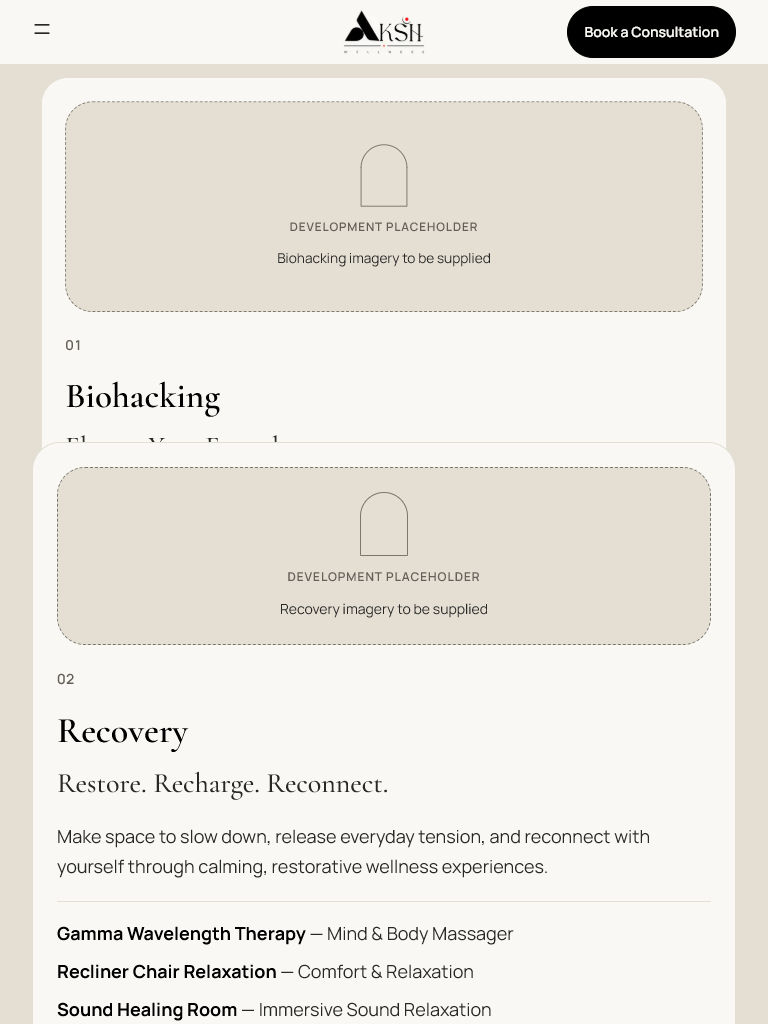 AKSH
WELLNESS
Book a Consultation
DEVELOPMENT PLACEHOLDER
Biohacking imagery to be supplied
01
Biohacking
DEVELOPMENT PLACEHOLDER
Recovery imagery to be supplied
02
Recovery
Restore. Recharge. Reconnect.
Make space to slow down, release everyday tension, and reconnect with
yourself through calming, restorative wellness experiences.
Gamma Wavelength Therapy — Mind & Body Massager
Recliner Chair Relaxation — Comfort & Relaxation
Sound Healing Room — Immersive Sound Relaxation